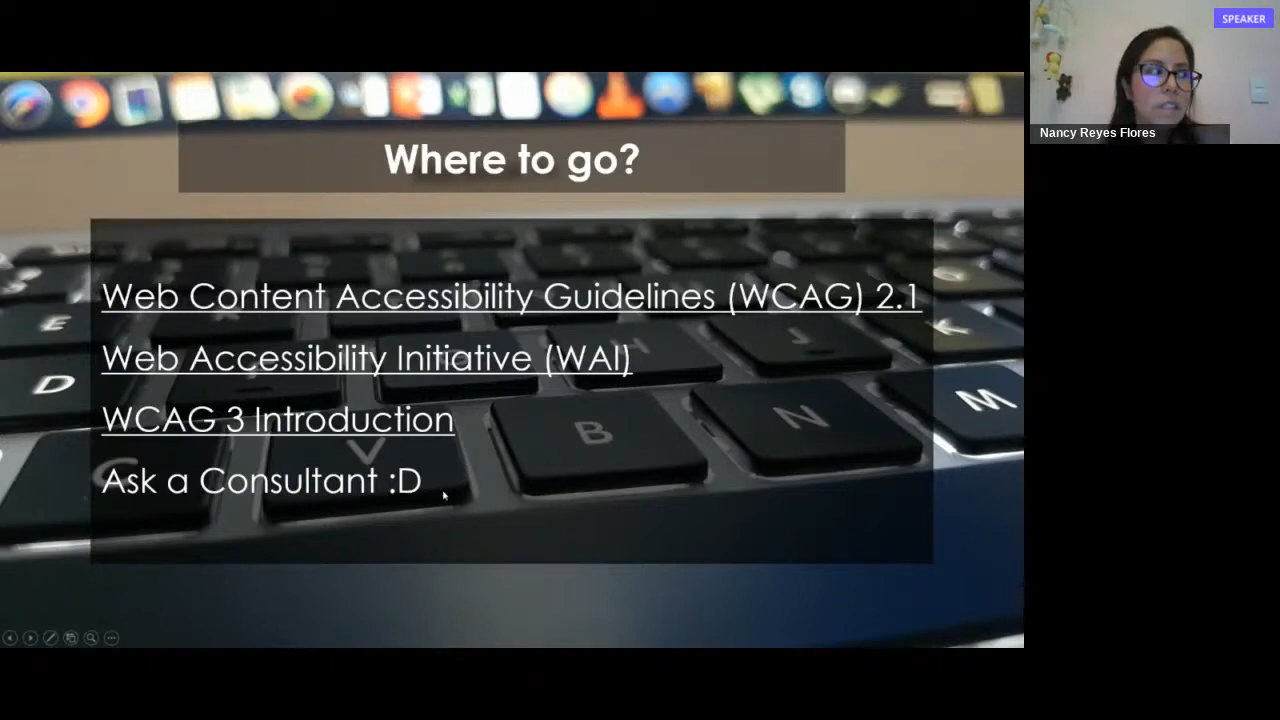 SPEAKER
Nancy Reyes Flores
Where to go?
Web Content Accessibility Guidelines (WCAG) 2.1
Web Accessibility Initiative (WAI)
WCAG 3 Introduction
Ask a Consultant :D
E
J
K
D
H
M
C
V
B
N